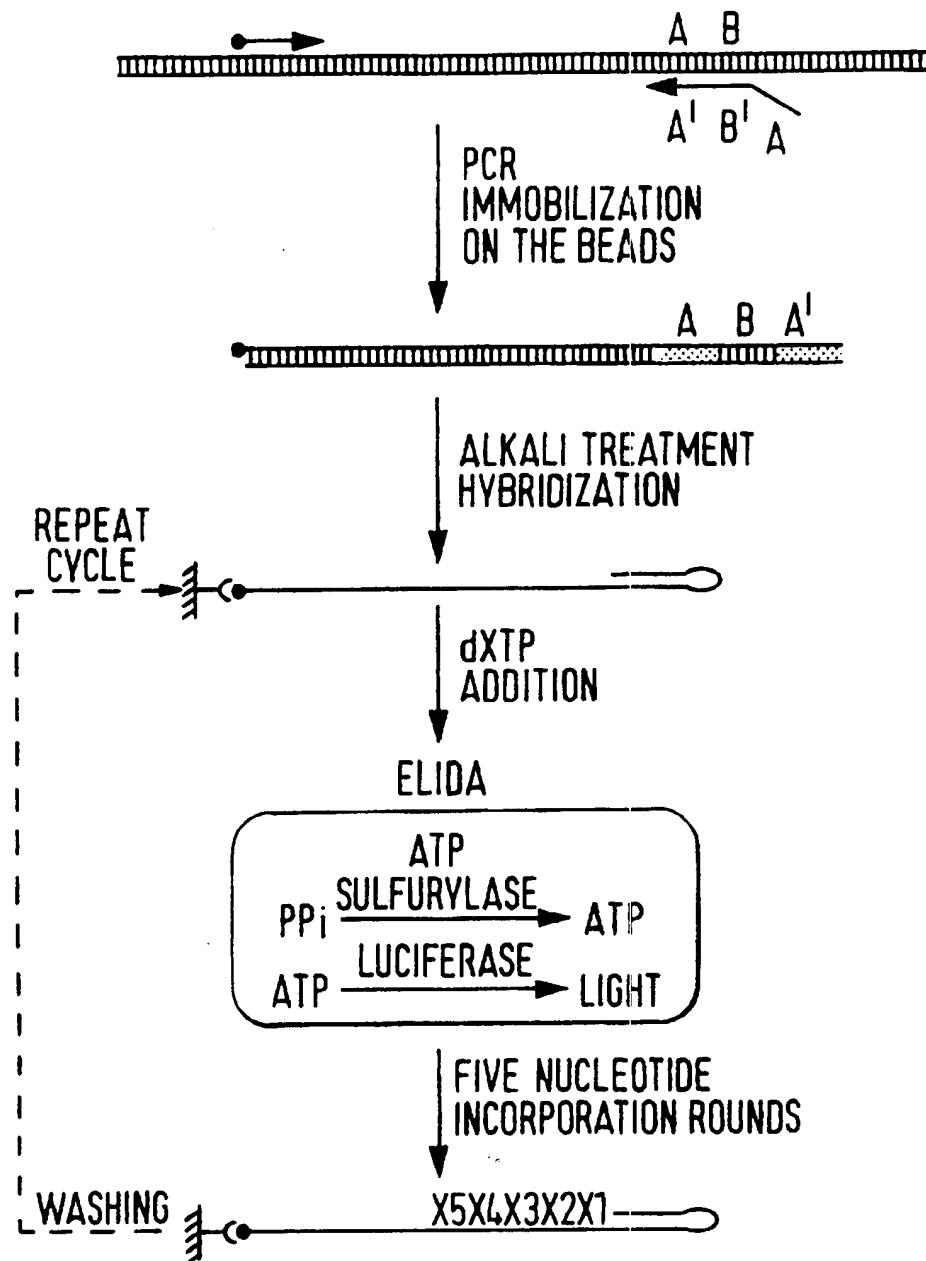 A B
A' B' A
PCR
IMMOBILIZATION
ON THE BEADS
A B A'
ALKALI TREATMENT
HYBRIDIZATION
REPEAT
CYCLE
dXTP
ADDITION
ELIDA
ATP
SULFURYLASE
PPi ATP
LUCIFERASE
ATP LIGHT
FIVE NUCLEOTIDE
INCORPORATION ROUNDS
WASHING
X5X4X3X2X1